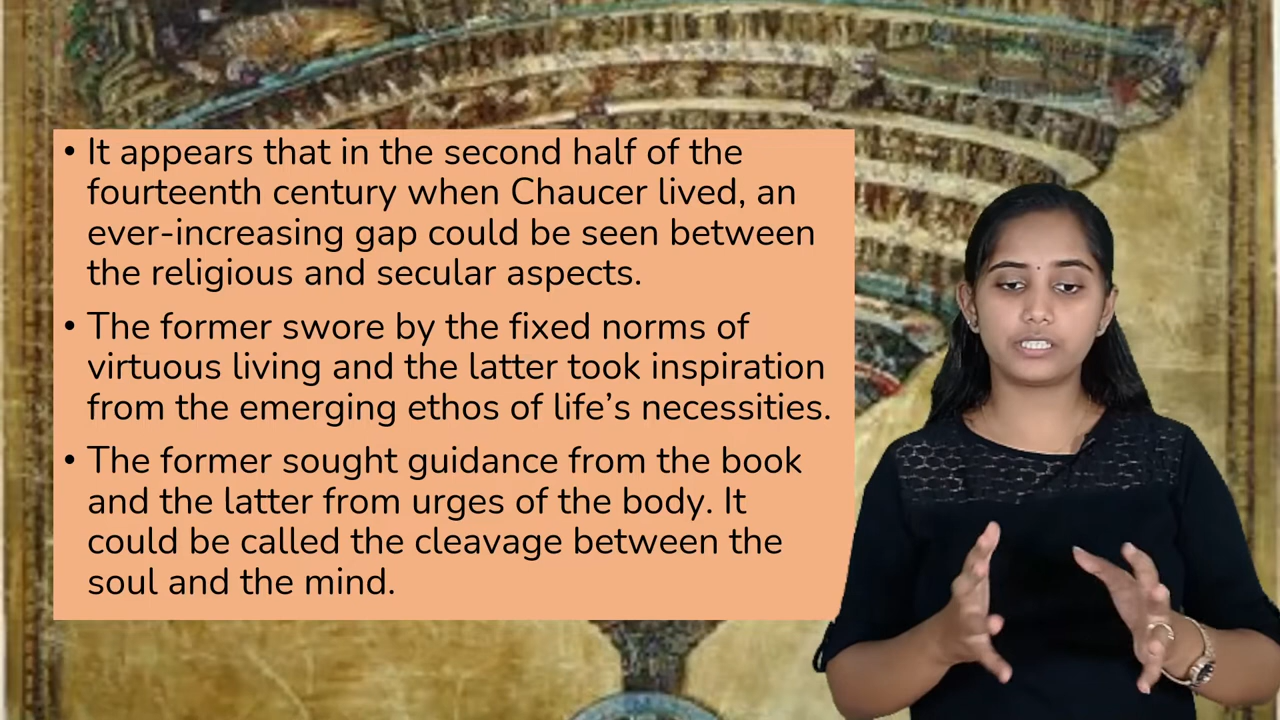 • It appears that in the second half of the
fourteenth century when Chaucer lived, an
ever-increasing gap could be seen between
the religious and secular aspects.
• The former swore by the fixed norms of
virtuous living and the latter took inspiration
from the emerging ethos of life’s necessities.
• The former sought guidance from the book
and the latter from urges of the body. It
could be called the cleavage between the
soul and the mind.